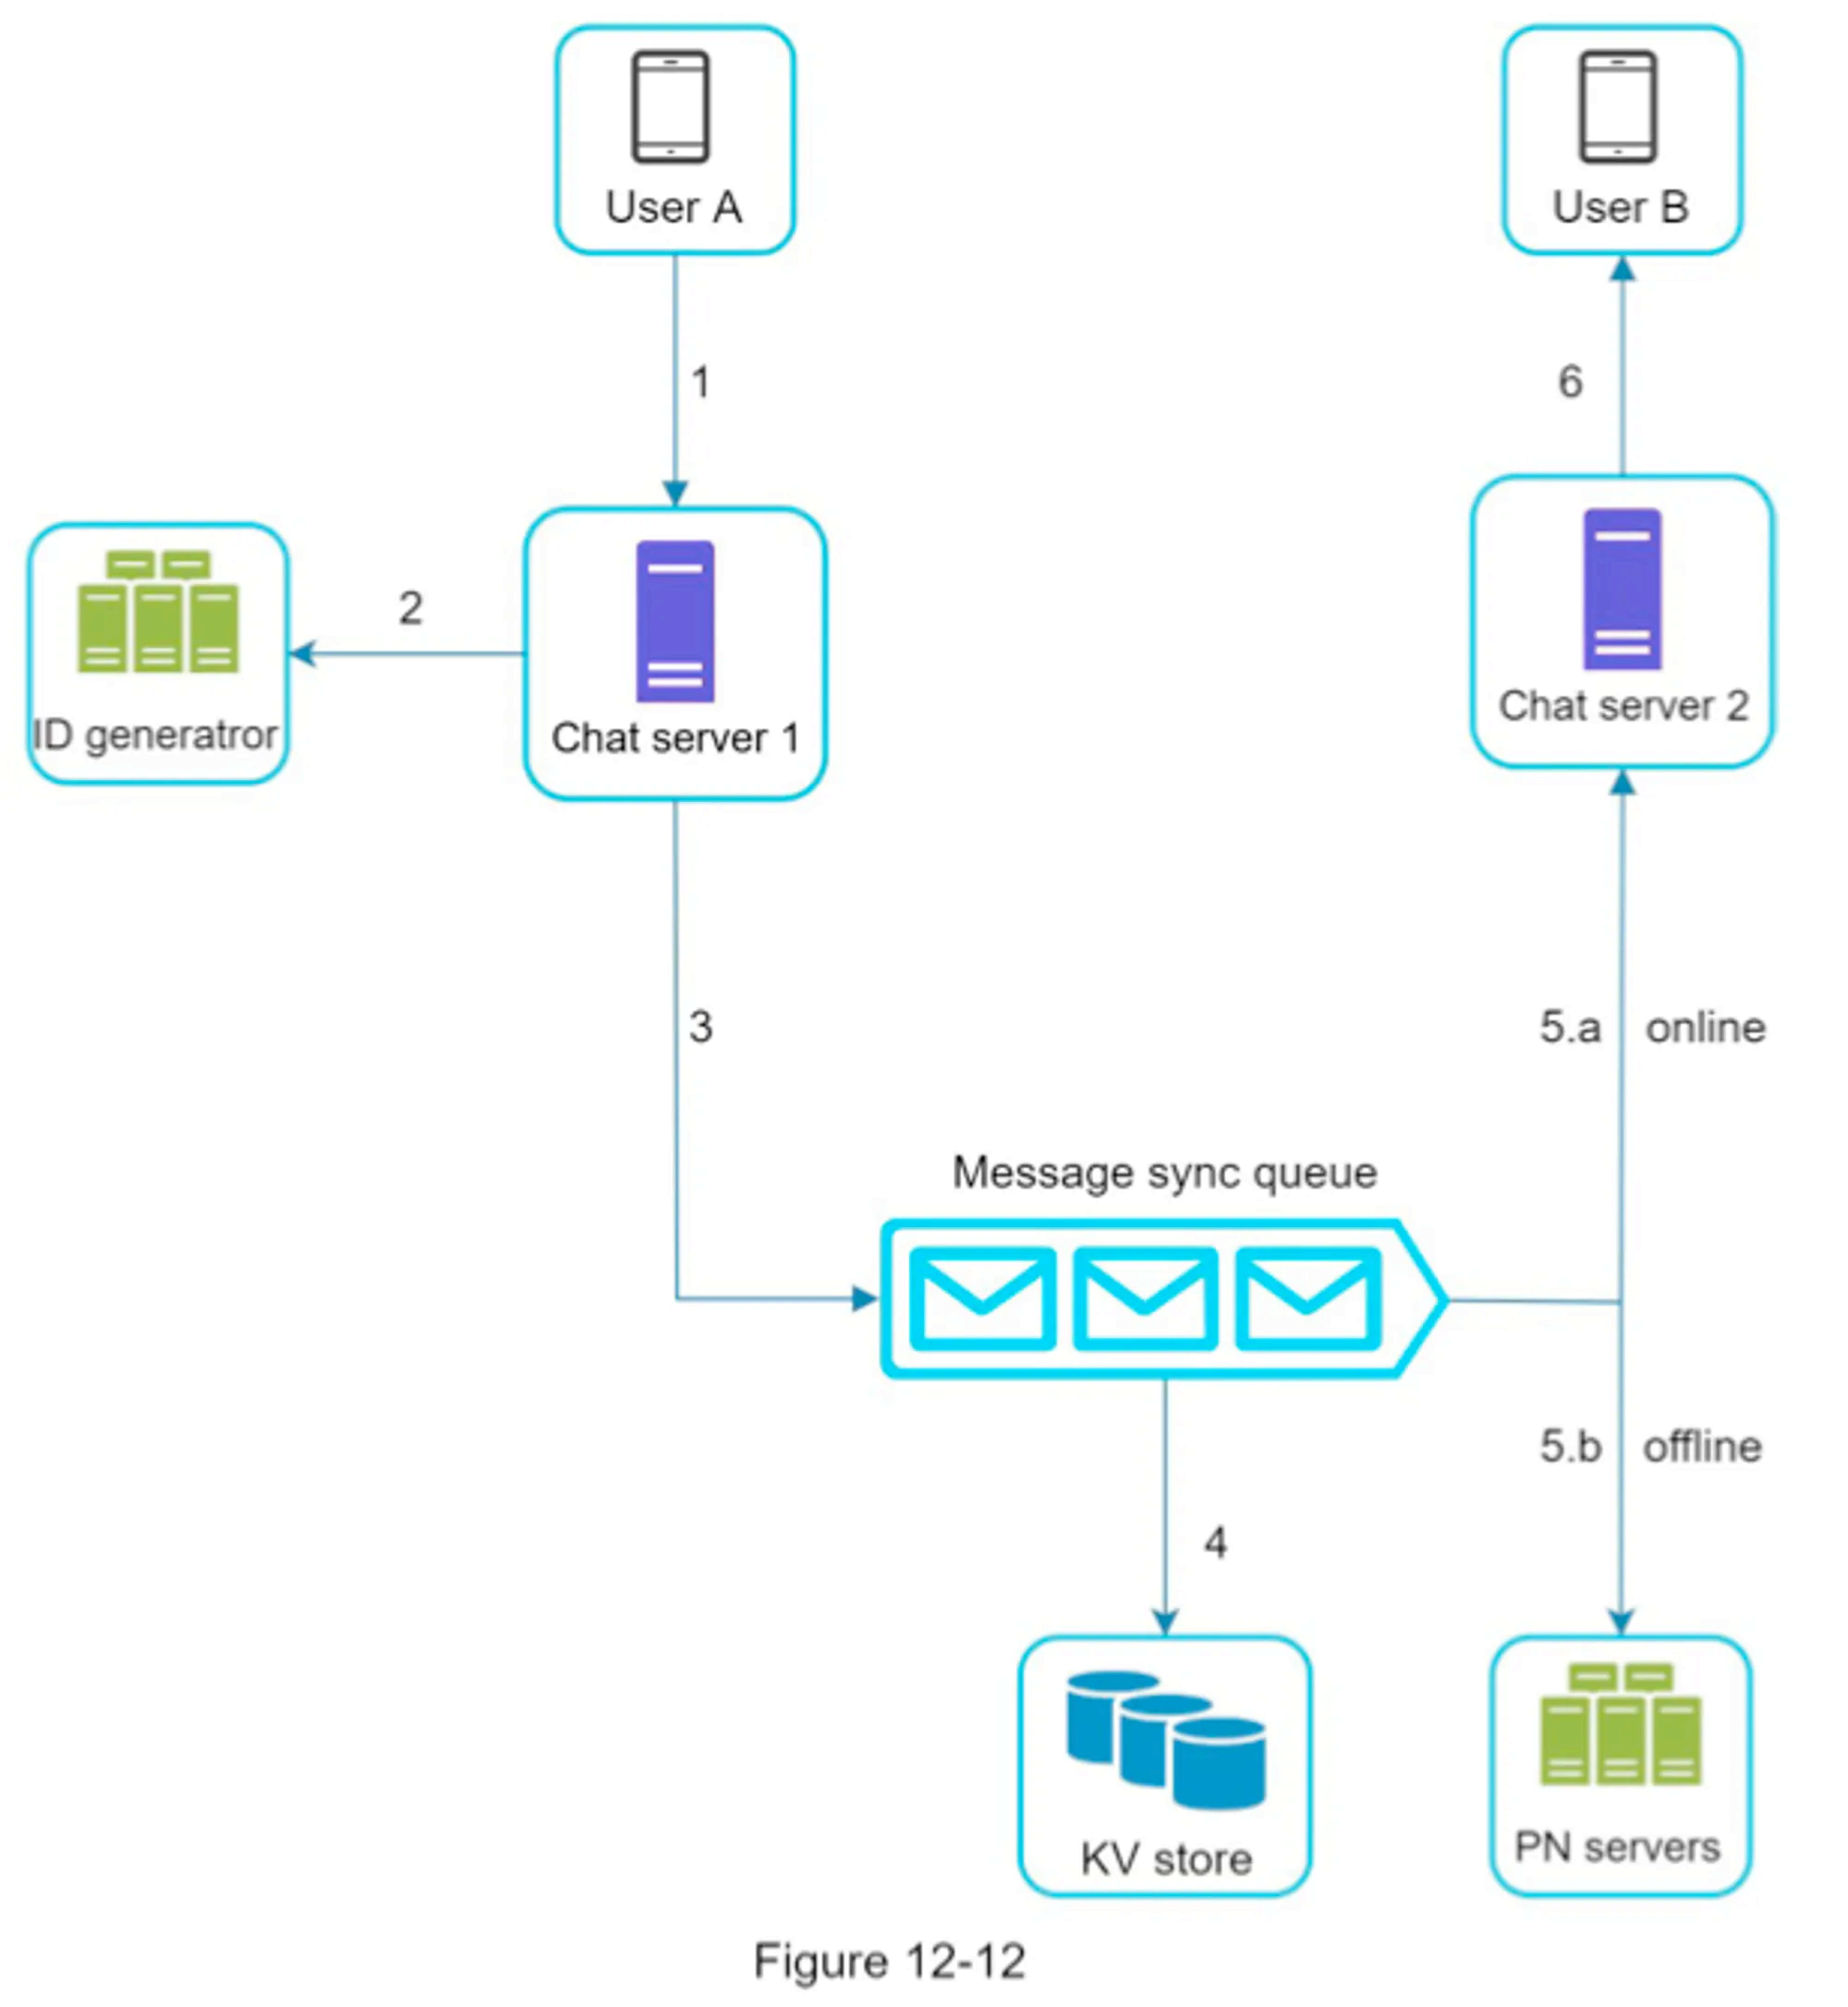 User A
User B
1
6
2
ID generatror
Chat server 1
Chat server 2
3
5.a online
Message sync queue
5.b offline
4
KV store
PN servers
Figure 12-12